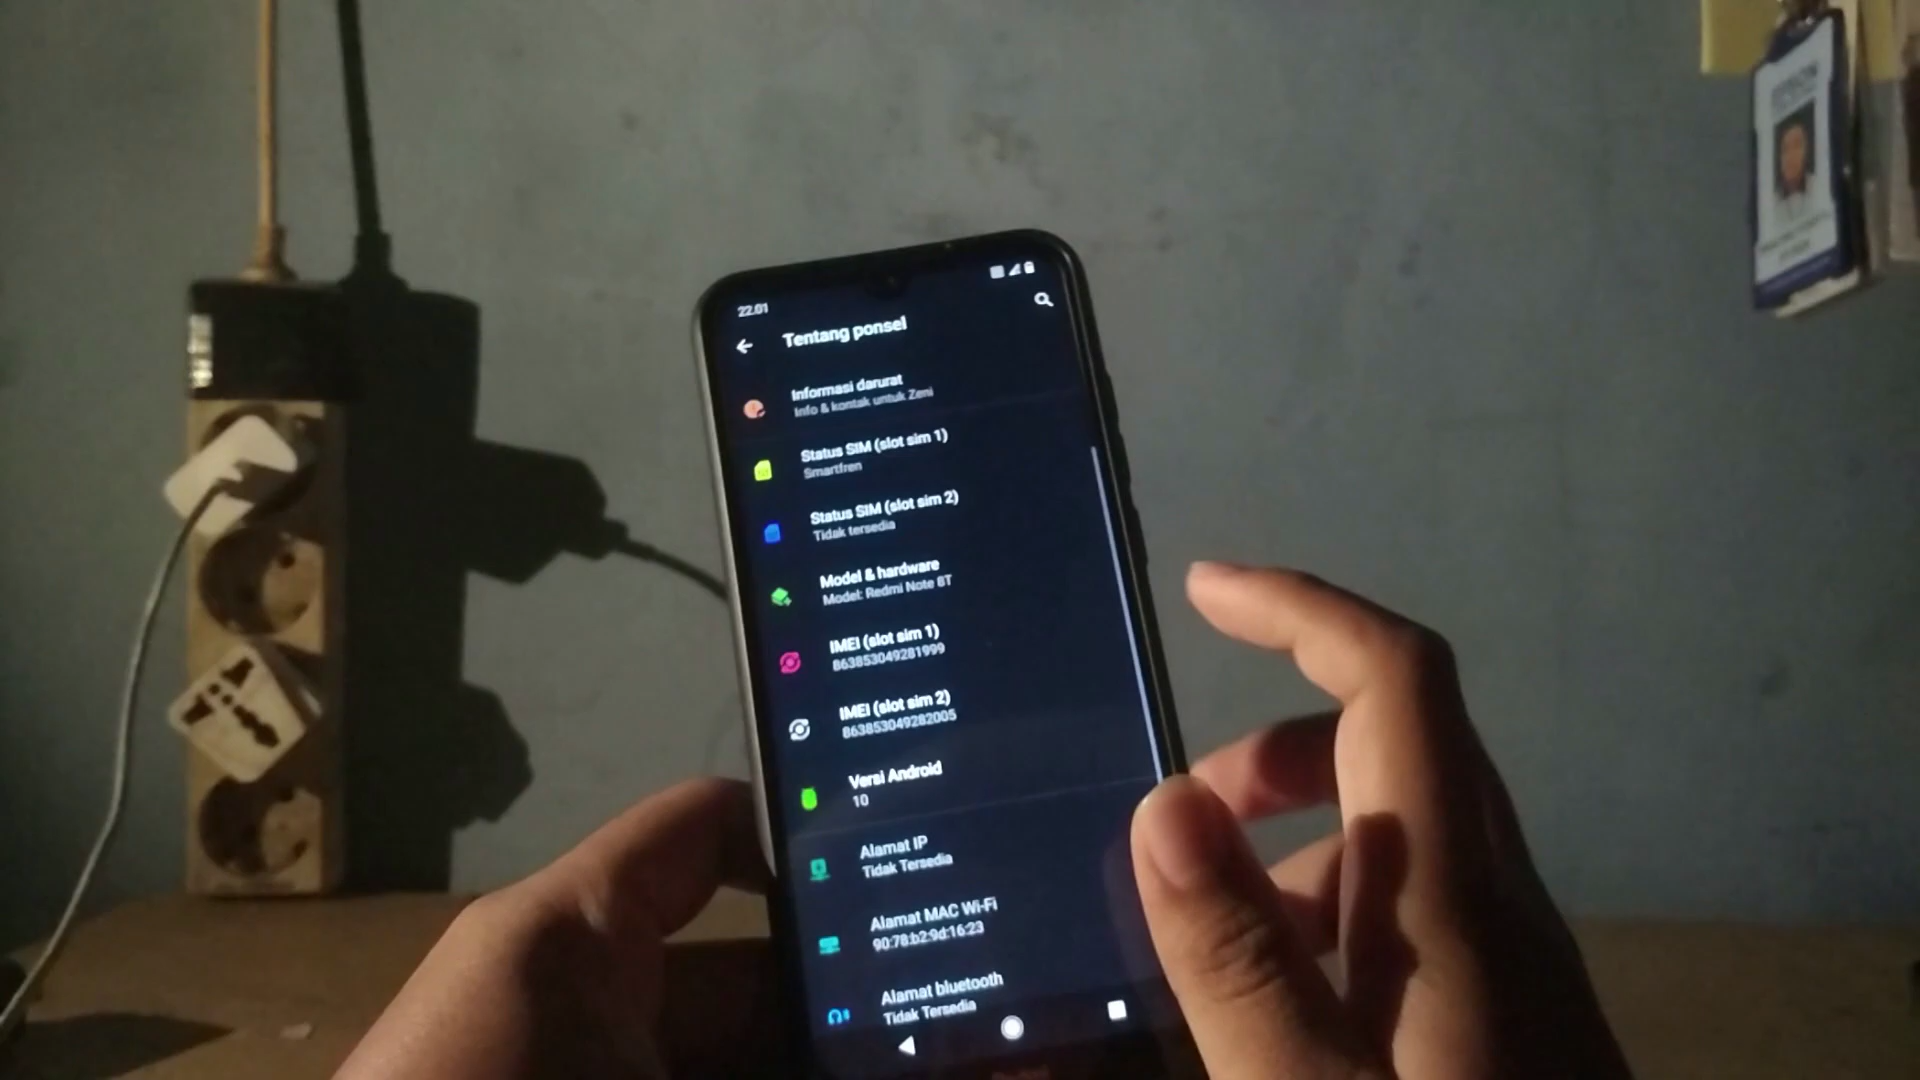 22.01
Tentang ponsel
Informasi darurat
Info & kontak untuk Zeni
Status SIM (slot sim 1)
Smartfren
Status SIM (slot sim 2)
Tidak tersedia
Model & hardware
Model: Redmi Note 8T
IMEI (slot sim 1)
863853049281999
IMEI (slot sim 2)
863853049282005
Versi Android
10
Alamat IP
Tidak Tersedia
Alamat MAC Wi-Fi
90:78:b2:9d:16:23
Alamat bluetooth
Tidak Tersedia